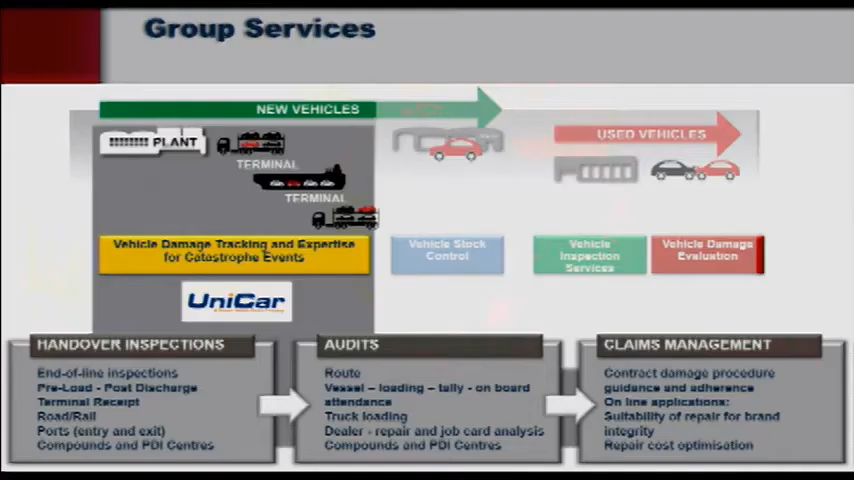 Group Services
NEW VEHICLES
USED VEHICLES
PLANT
TERMINAL
TERMINAL
Vehicle Damage Tracking and Expertise
for Catastrophe Events
Vehicle Stock
Control
Vehicle
Inspection
Services
Vehicle Damage
Evaluation
UniCar
HANDOVER INSPECTIONS
End-of-line inspections
Pre-Load - Post Discharge
Terminal Receipt
Road/Rail
Ports (entry and exit)
Compounds and PDI Centres
AUDITS
Route
Vessel – loading – tally - on board
attendance
Truck loading
Dealer - repair and job card analysis
Compounds and PDI Centres
CLAIMS MANAGEMENT
Contract damage procedure
guidance and adherence
On line applications:
Suitability of repair for brand
integrity
Repair cost optimisation